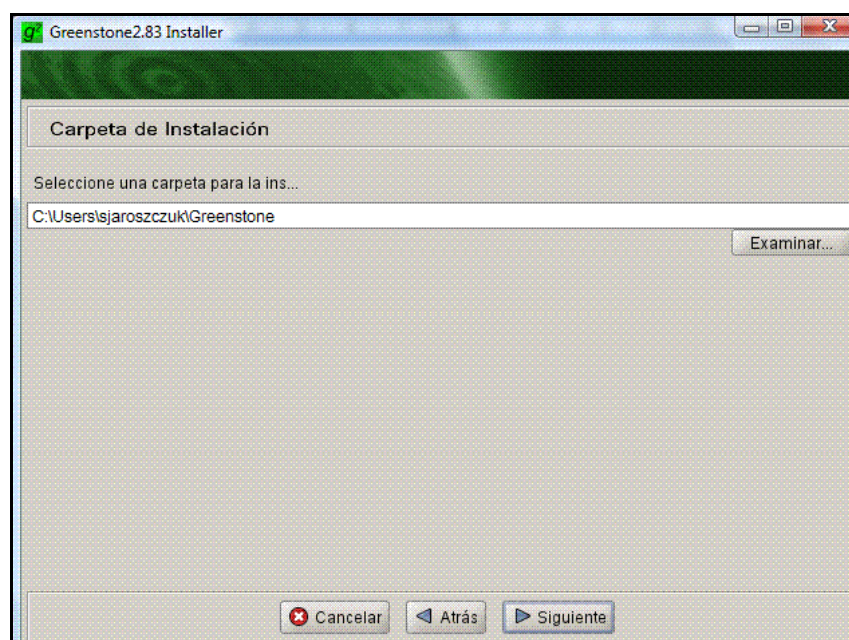 Greenstone2.83 Installer
Carpeta de Instalación
Seleccione una carpeta para la ins...
C:\Users\sjaroszczuk\Greenstone
Examinar...
Cancelar
Atrás
Siguiente